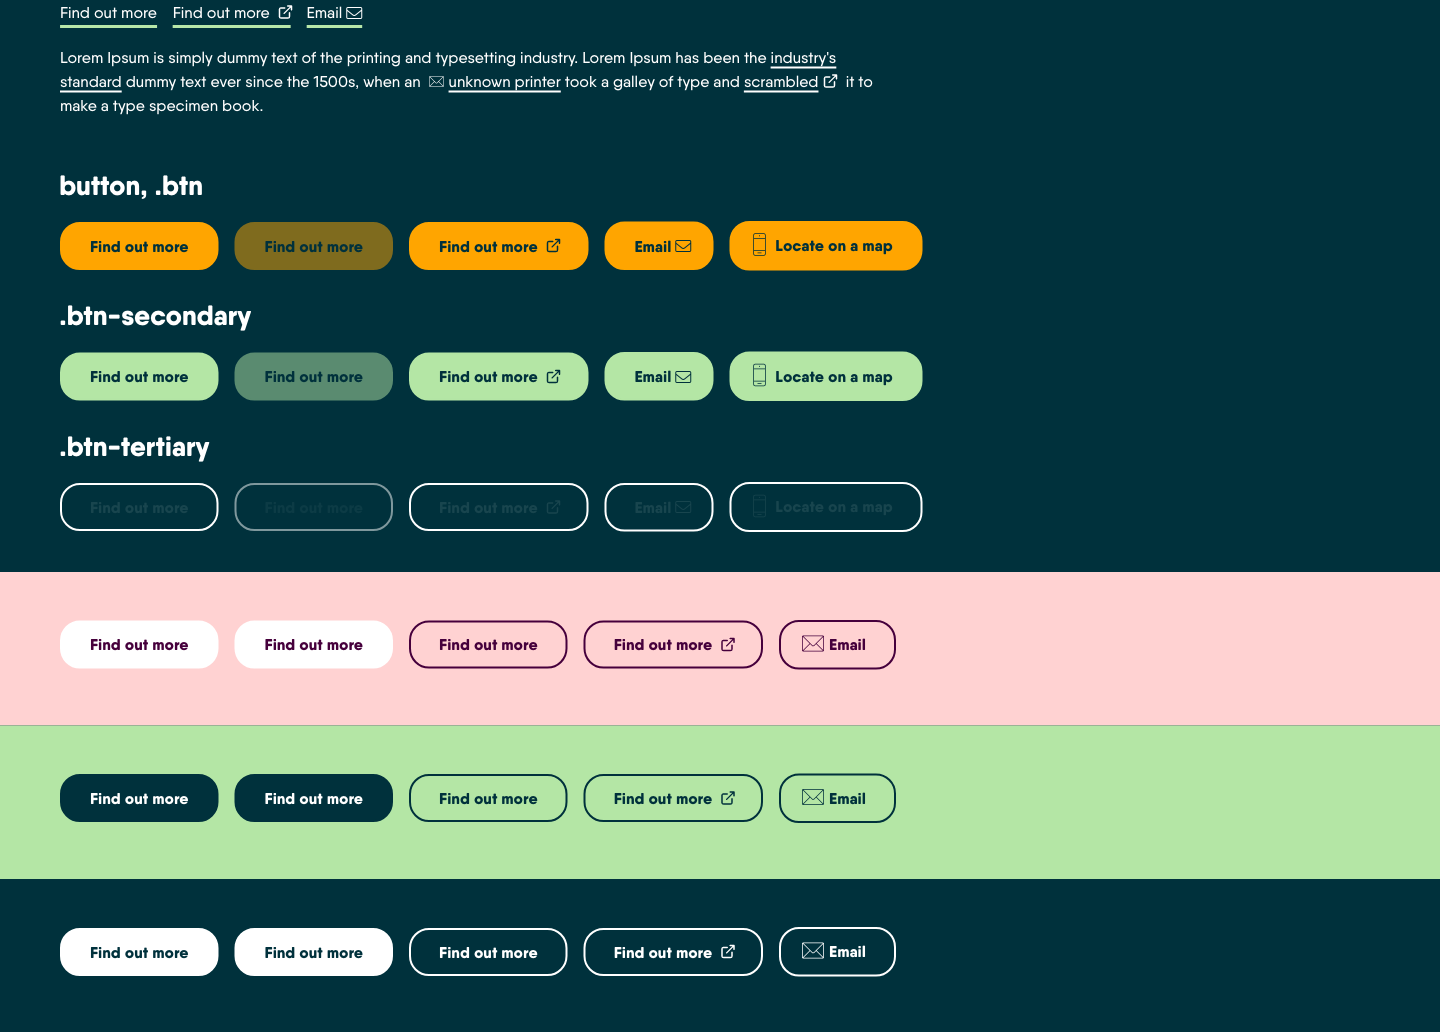 Find out more Find out more Email
Lorem Ipsum is simply dummy text of the printing and typesetting industry. Lorem Ipsum has been the industry's
standard dummy text ever since the 1500s, when an unknown printer took a galley of type and scrambled it to
make a type specimen book.
button, .btn
Find out more Find out more Find out more Email Locate on a map
.btn-secondary
Find out more Find out more Find out more Email Locate on a map
.btn-tertiary
Find out more Find out more Find out more Email Locate on a map
Find out more Find out more Find out more Find out more Email
Find out more Find out more Find out more Find out more Email
Find out more Find out more Find out more Find out more Email